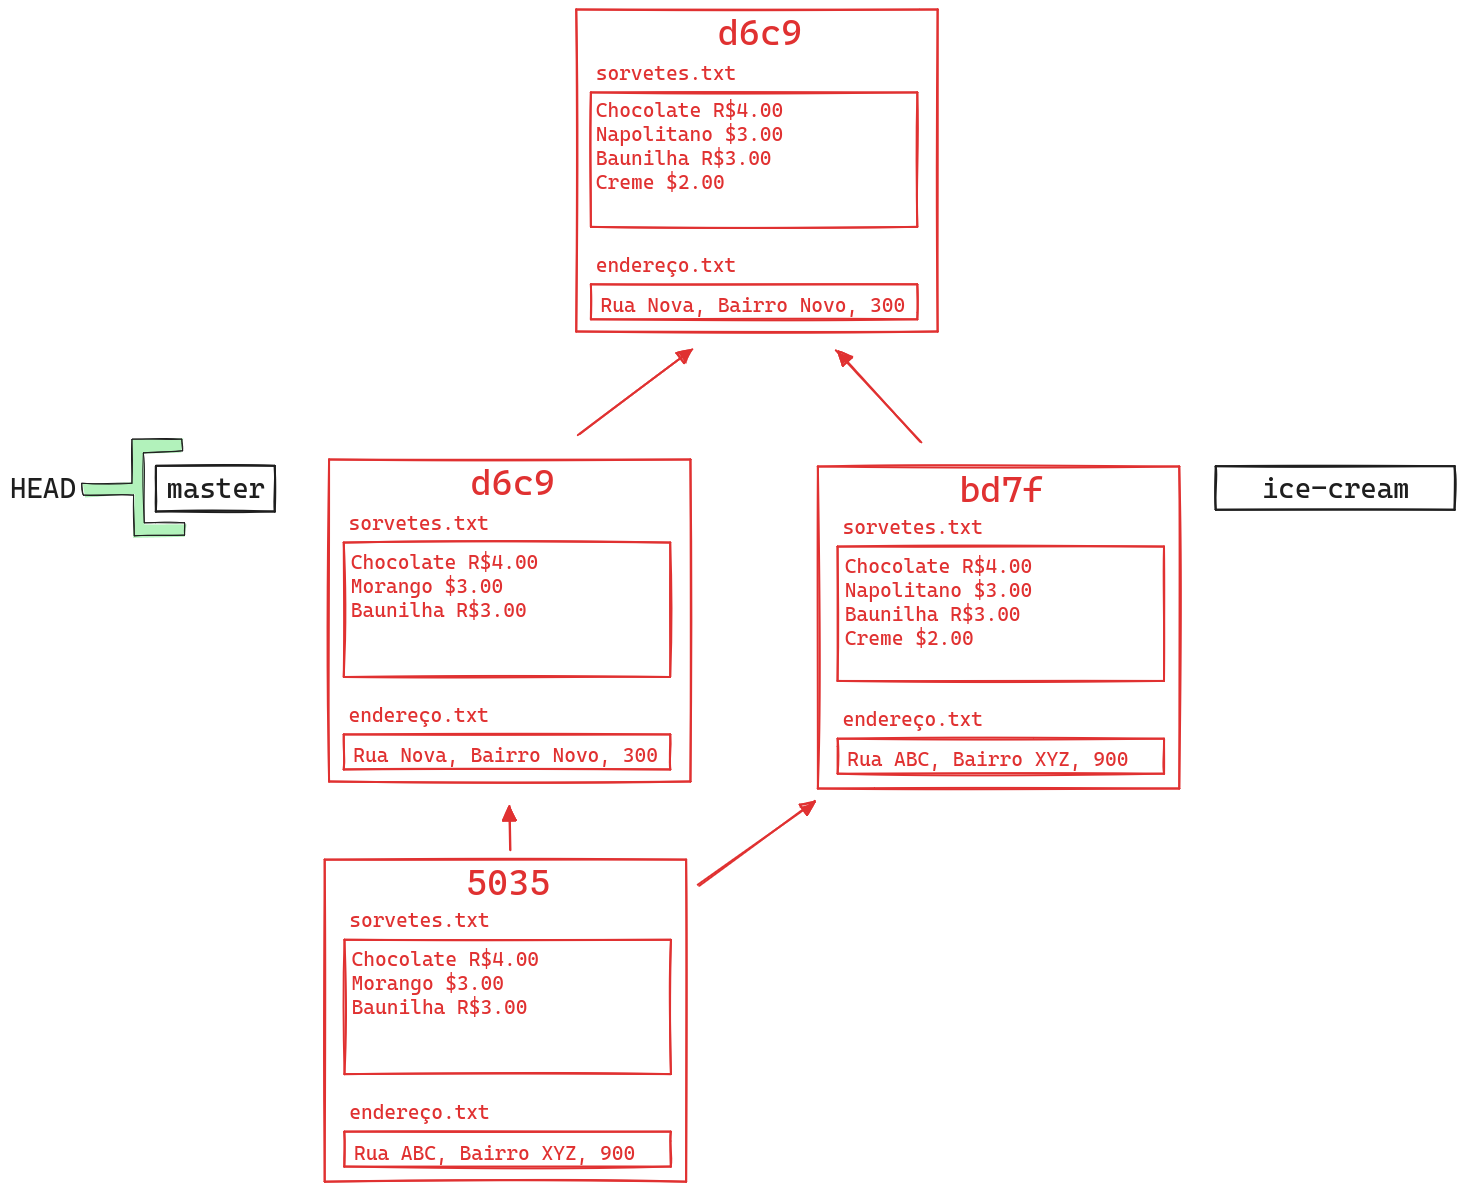 d6c9
sorvetes.txt
Chocolate R$4.00
Napolitano $3.00
Baunilha R$3.00
Creme $2.00
endereço.txt
Rua Nova, Bairro Novo, 300
HEAD
master
d6c9
sorvetes.txt
Chocolate R$4.00
Morango $3.00
Baunilha R$3.00
endereço.txt
Rua Nova, Bairro Novo, 300
bd7f
sorvetes.txt
Chocolate R$4.00
Napolitano $3.00
Baunilha R$3.00
Creme $2.00
endereço.txt
Rua ABC, Bairro XYZ, 900
ice-cream
5035
sorvetes.txt
Chocolate R$4.00
Morango $3.00
Baunilha R$3.00
endereço.txt
Rua ABC, Bairro XYZ, 900